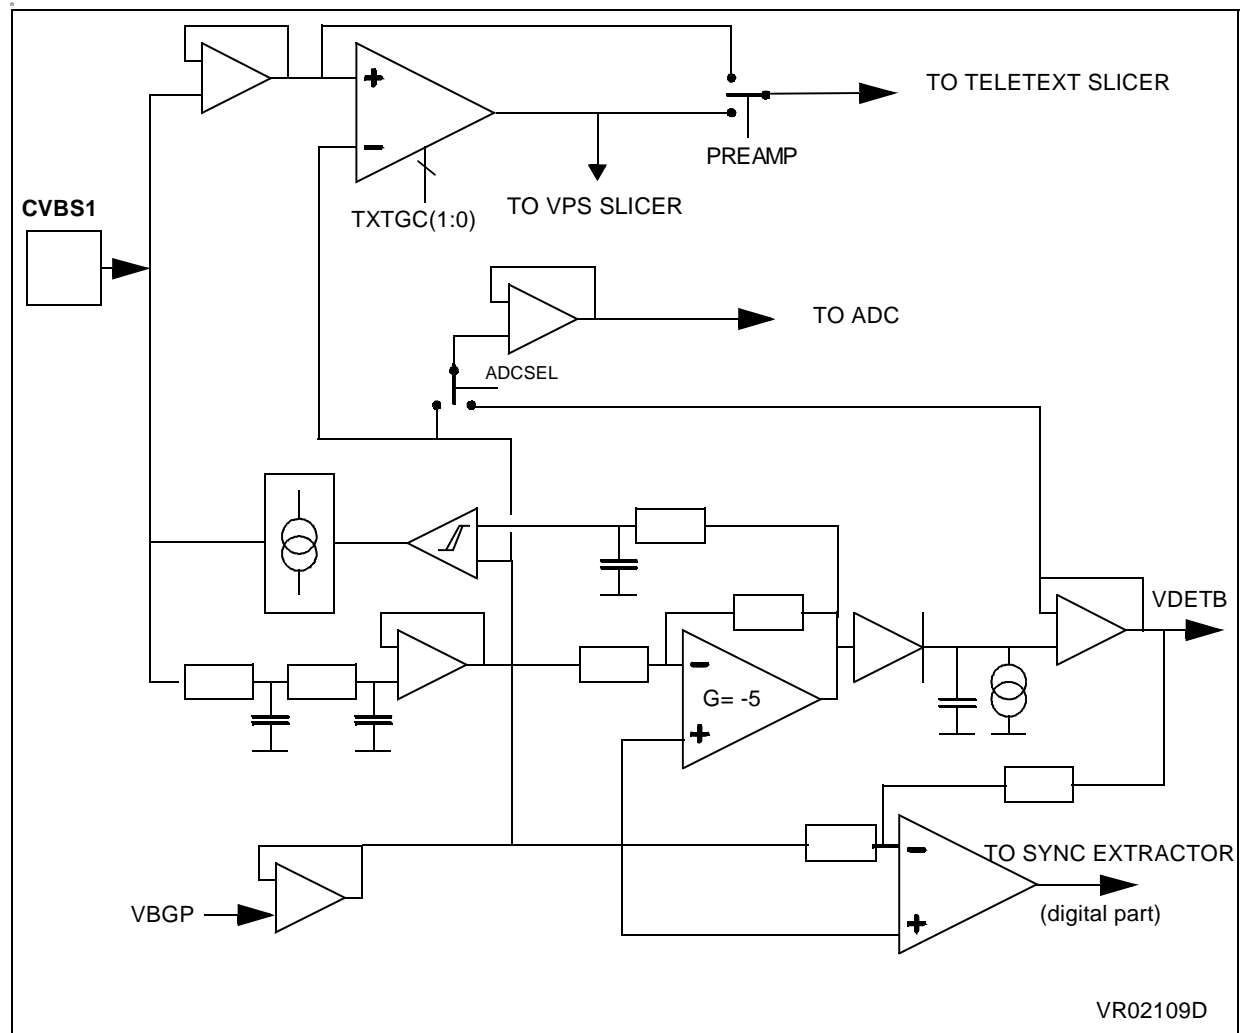 TO TELETEXT SLICER
PREAMP
CVBS1
TXTGC(1:0)
TO VPS SLICER
TO ADC
ADCSEL
VDETB
G= -5
TO SYNC EXTRACTOR
(digital part)
VBGP
VR02109D